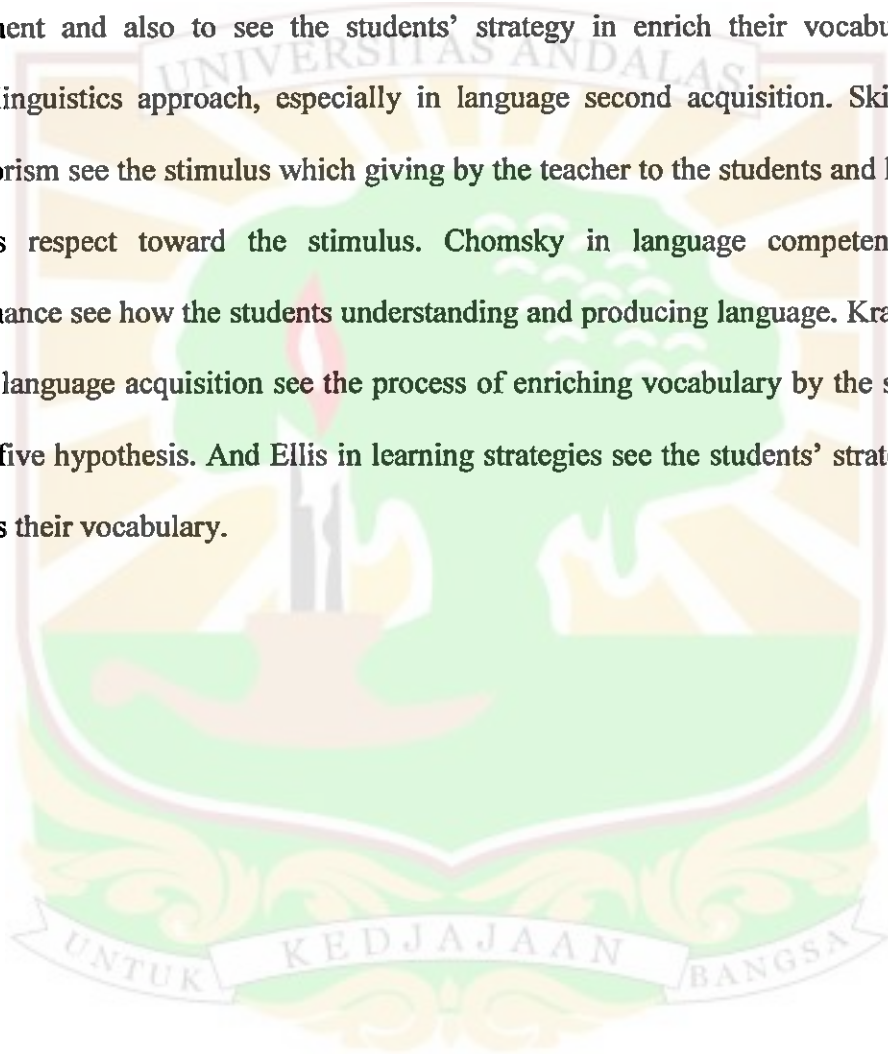 UNIVERSITAS ANDALAS
ent and also to see the students’ strategy in enrich their vocabu
inguistics approach, especially in language second acquisition. Ski
rism see the stimulus which giving by the teacher to the students and
s respect toward the stimulus. Chomsky in language competen
ance see how the students understanding and producing language. Kra
language acquisition see the process of enriching vocabulary by the s
five hypothesis. And Ellis in learning strategies see the students’ strat
s their vocabulary.
UNTUK KEDJAJAAN BANGSA